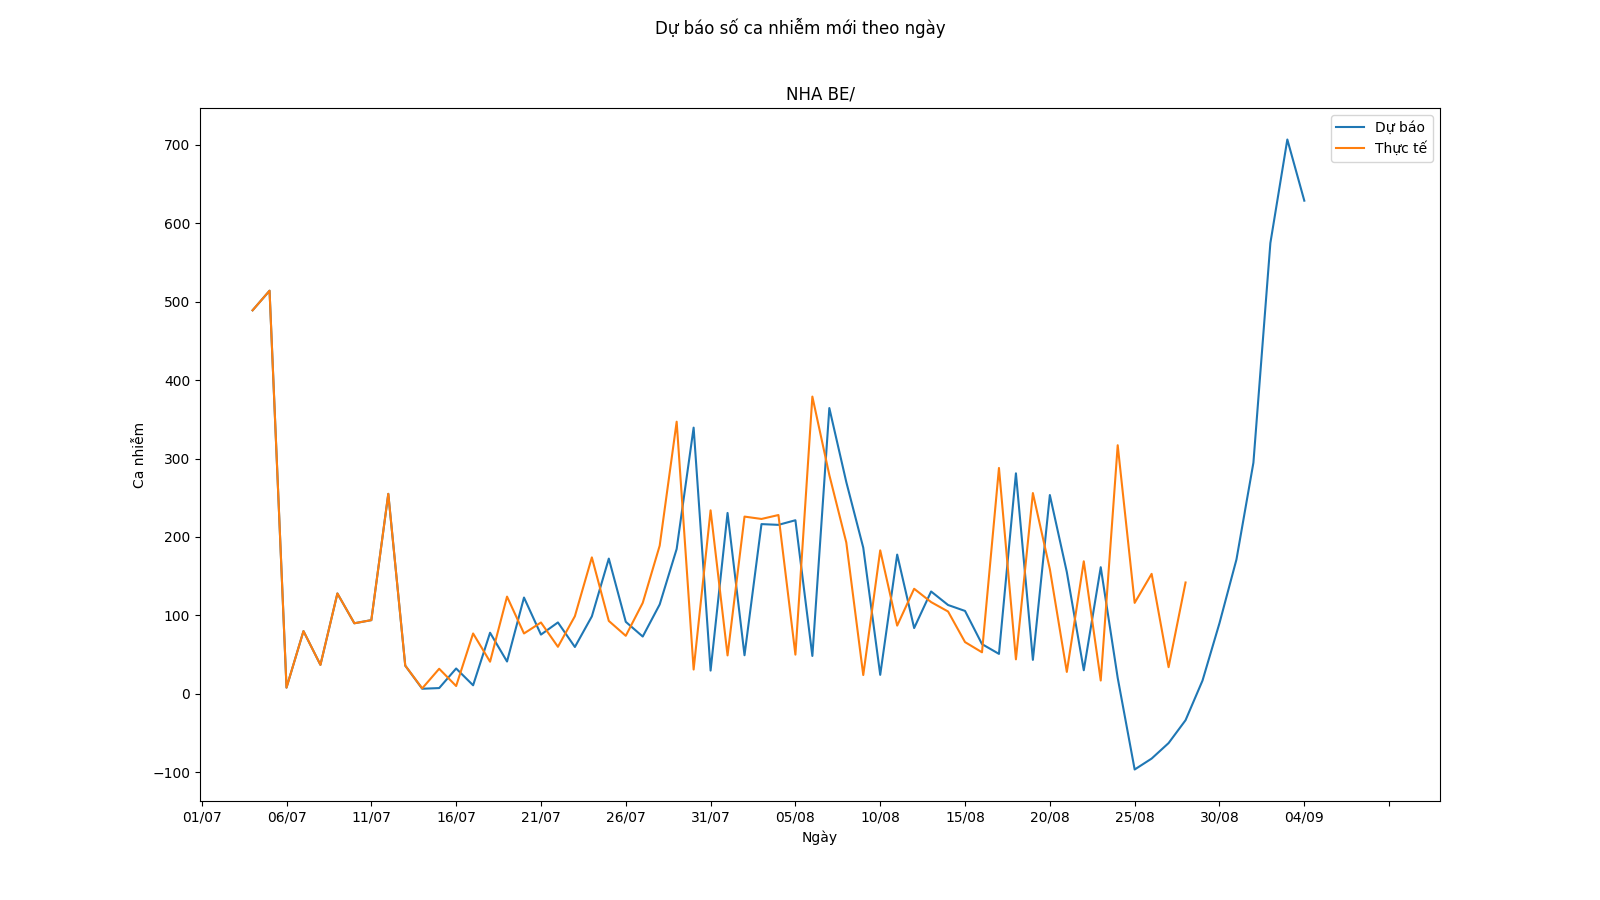 Dự báo số ca nhiễm mới theo ngày
NHA BE/
Dự báo
Thực tế
700
600
500
400
300
200
100
0
−100
Ca nhiễm
01/07 06/07 11/07 16/07 21/07 26/07 31/07 05/08 10/08 15/08 20/08 25/08 30/08 04/09
Ngày